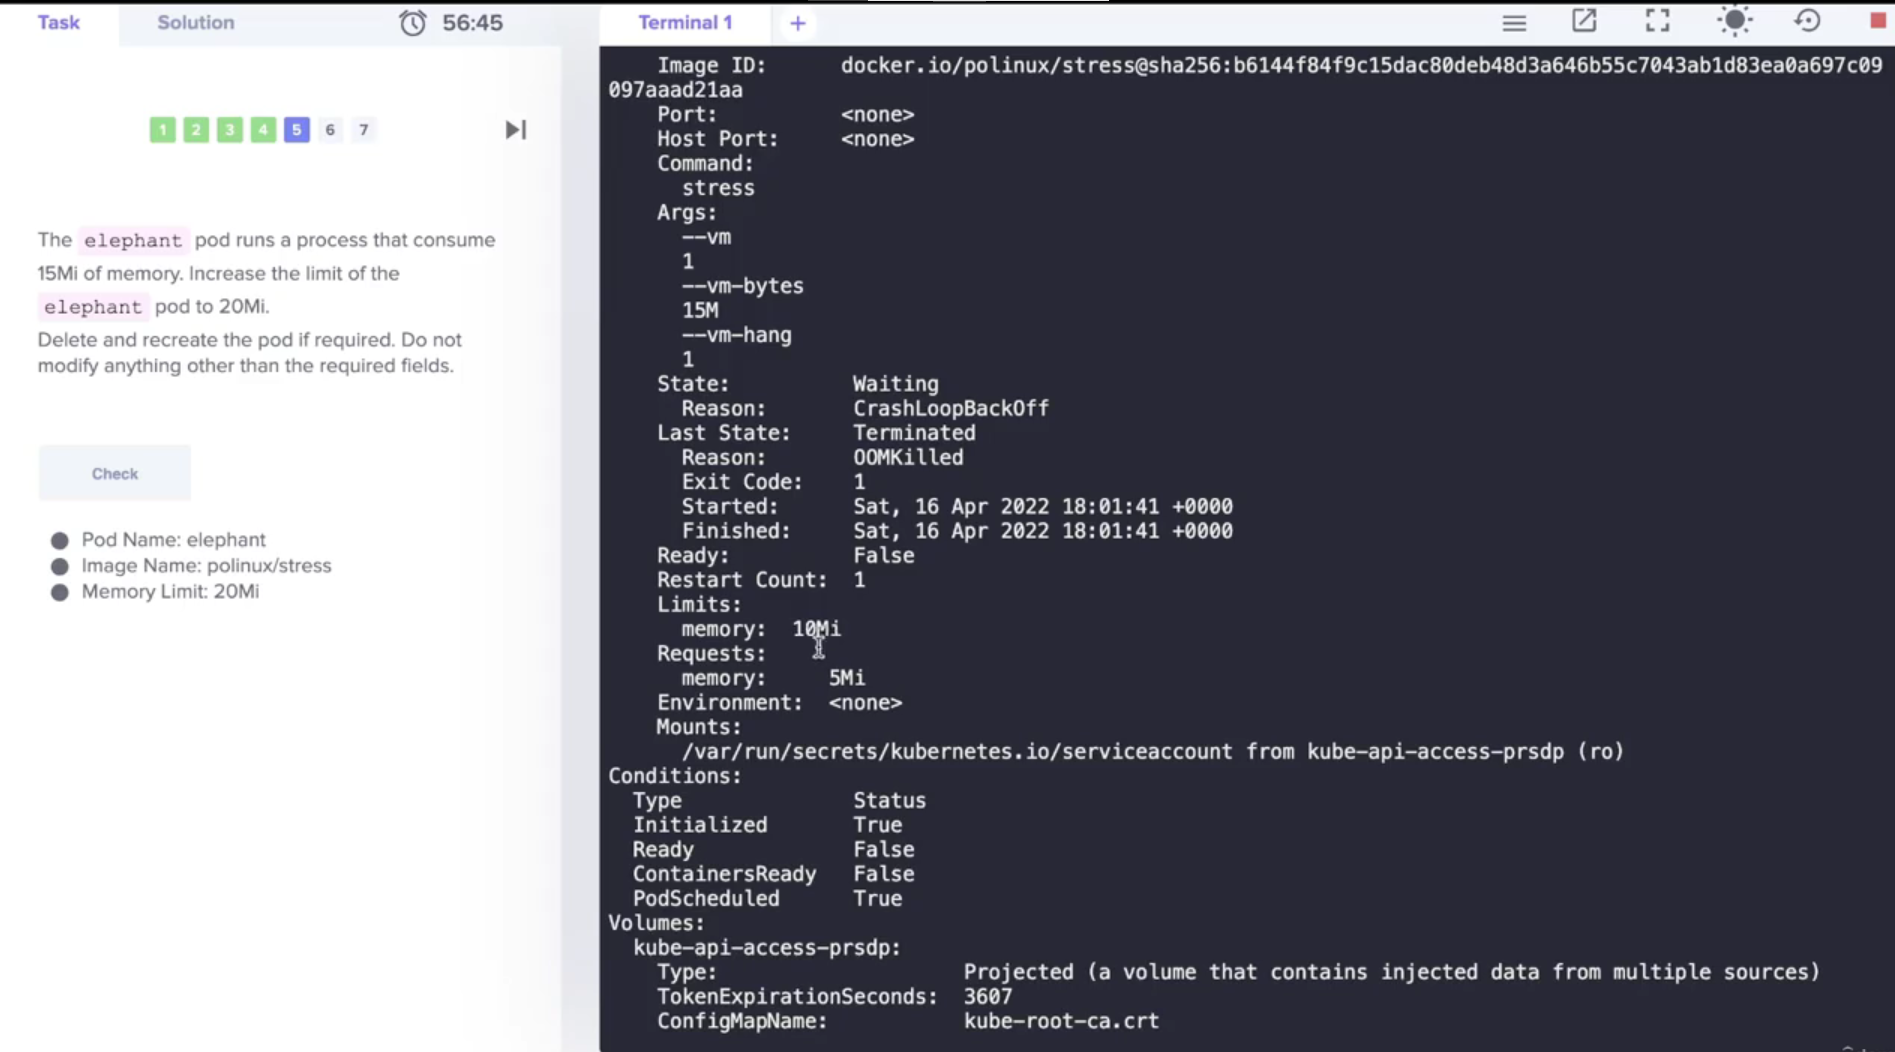 Task
Solution
56:45
1 2 3 4 5 6 7
The elephant pod runs a process that consume
15Mi of memory. Increase the limit of the
elephant pod to 20Mi.
Delete and recreate the pod if required. Do not
modify anything other than the required fields.
Check
Pod Name: elephant
Image Name: polinux/stress
Memory Limit: 20Mi
Terminal 1 +
Image ID: docker.io/polinux/stress@sha256:b6144f84f9c15dac80deb48d3a646b55c7043ab1d83ea0a697c09
097aaad21aa
Port: <none>
Host Port: <none>
Command:
stress
Args:
--vm
1
--vm-bytes
15M
--vm-hang
1
State: Waiting
Reason: CrashLoopBackOff
Last State: Terminated
Reason: OOMKilled
Exit Code: 1
Started: Sat, 16 Apr 2022 18:01:41 +0000
Finished: Sat, 16 Apr 2022 18:01:41 +0000
Ready: False
Restart Count: 1
Limits:
memory: 10Mi
Requests:
memory: 5Mi
Environment: <none>
Mounts:
/var/run/secrets/kubernetes.io/serviceaccount from kube-api-access-prsdp (ro)
Conditions:
Type Status
Initialized True
Ready False
ContainersReady False
PodScheduled True
Volumes:
kube-api-access-prsdp:
Type: Projected (a volume that contains injected data from multiple sources)
TokenExpirationSeconds: 3607
ConfigMapName: kube-root-ca.crt